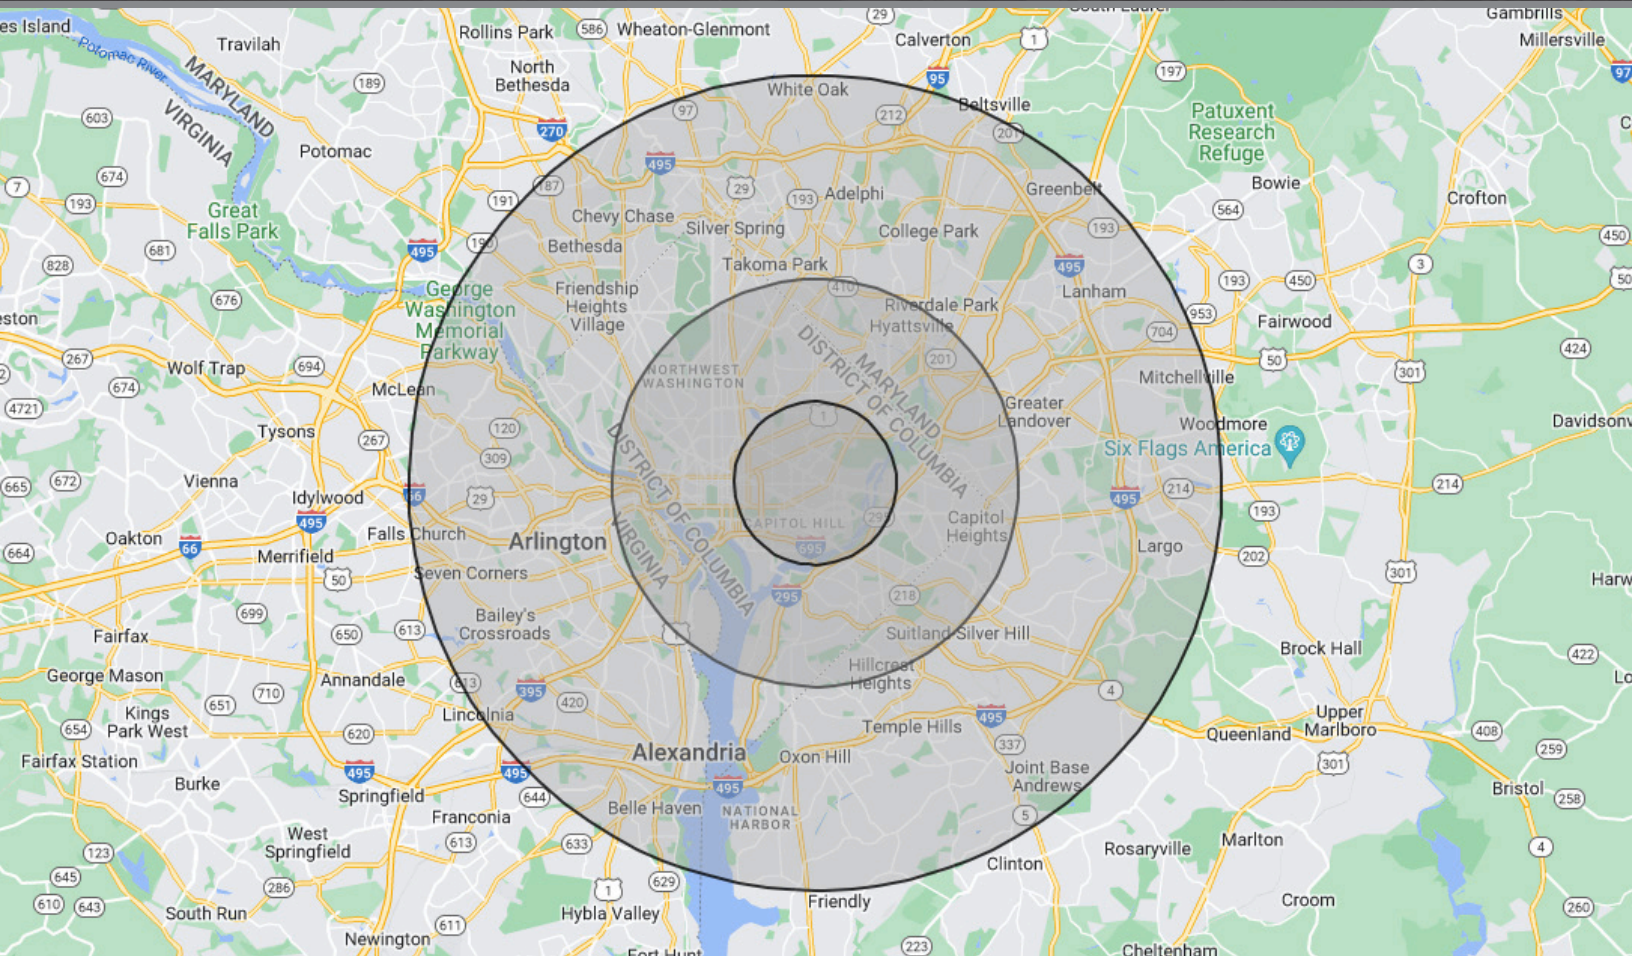 es Island
Travilah
Rollins Park
586
Wheaton-Glenmont
29
Calverton
1
South Laurel
Gambrills
Millersville
97
Potomac River
MARYLAND
VIRGINIA
189
North
Bethesda
95
197
603
270
97
White Oak
212
Beltsville
201
Patuxent
Research
Refuge
Potomac
495
674
7
193
191
187
29
193
Adelphi
Greenbelt
Bowie
Crofton
Great
Falls Park
Chevy Chase
Silver Spring
College Park
564
193
681
495
190
Bethesda
450
828
Takoma Park
495
3
676
George
Washington
Memorial
Parkway
Friendship
Heights
Village
410
Riverdale Park
Hyattsville
Lanham
193
450
50
eston
953
Fairwood
704
267
694
Wolf Trap
201
50
424
2
674
McLean
NORTHWEST
WASHINGTON
MARYLAND
DISTRICT OF COLUMBIA
Mitchellville
301
4721
Tysons
267
120
1
Greater
Landover
Woodmore
Davidsonv
309
Six Flags America
665
672
Vienna
Idylwood
66
29
DISTRICT OF COLUMBIA
VIRGINIA
495
214
214
Oakton
66
495
Falls Church
Arlington
CAPITOL HILL
295
Capitol
Heights
193
664
Merrifield
695
Largo
202
50
Seven Corners
301
Harw
295
218
699
Bailey's
Crossroads
613
650
Fairfax
1
Suitland Silver Hill
Brock Hall
422
George Mason
Annandale
613
395
Hillcrest
Heights
4
Lo
710
651
420
Kings
Park West
Lincolnia
495
Upper
Marlboro
654
620
Temple Hills
Queenland
408
Fairfax Station
Alexandria
Oxon Hill
337
259
495
495
495
Joint Base
Andrews
301
Burke
Springfield
644
Belle Haven
NATIONAL
HARBOR
Bristol
258
Franconia
5
West
Springfield
613
633
Marlton
123
Clinton
Rosaryville
4
645
286
1
629
610
643
South Run
Hybla Valley
Friendly
Croom
260
611
Newington
Fort Hunt
223
Cheltenham